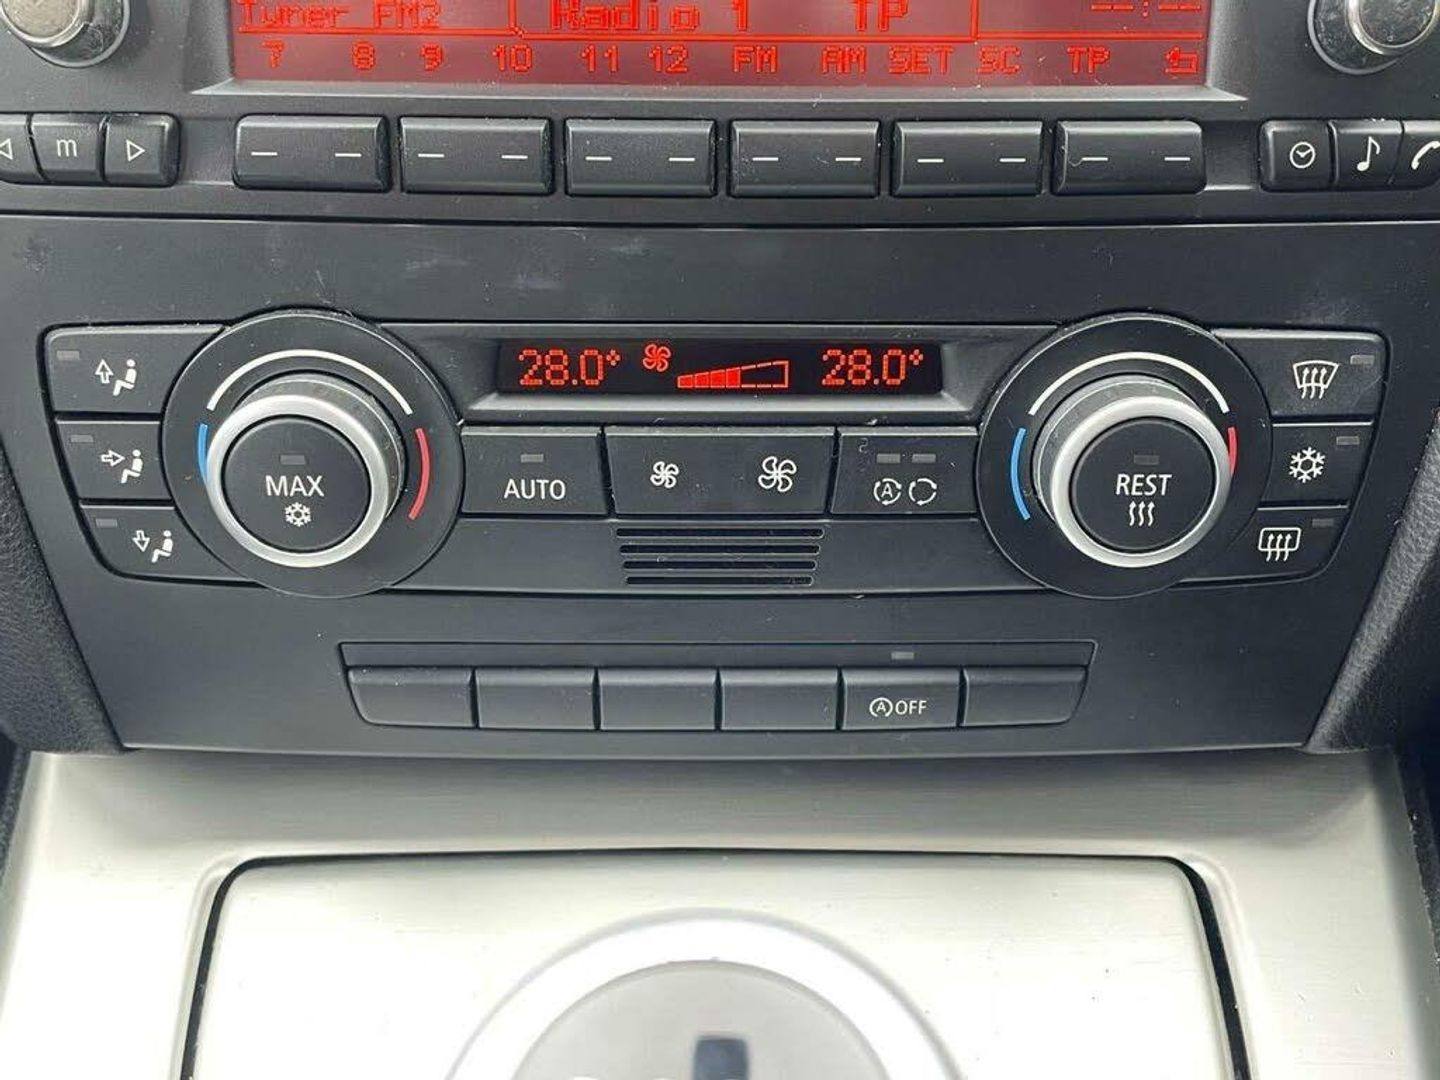 Tuner FM2 Radio 1 TP --:--
7 8 9 10 11 12 FM AM SET SC TP
m
28.0° 28.0°
MAX
AUTO
A
REST
A OFF